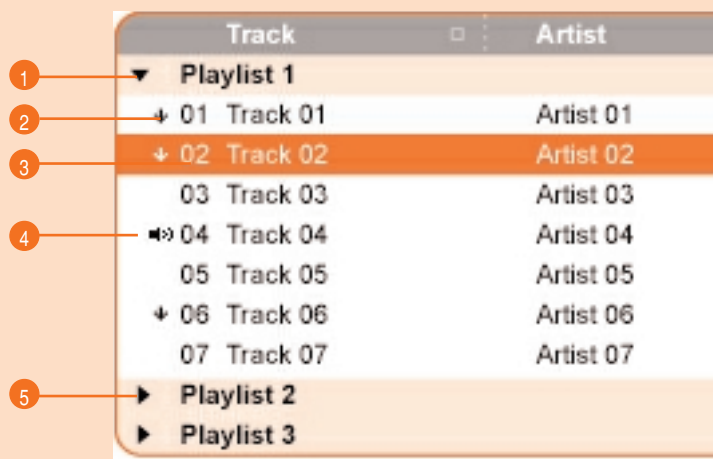 Track Artist
1 Playlist 1
2 01 Track 01 Artist 01
3 02 Track 02 Artist 02
03 Track 03 Artist 03
4 04 Track 04 Artist 04
05 Track 05 Artist 05
06 Track 06 Artist 06
07 Track 07 Artist 07
5 Playlist 2
Playlist 3